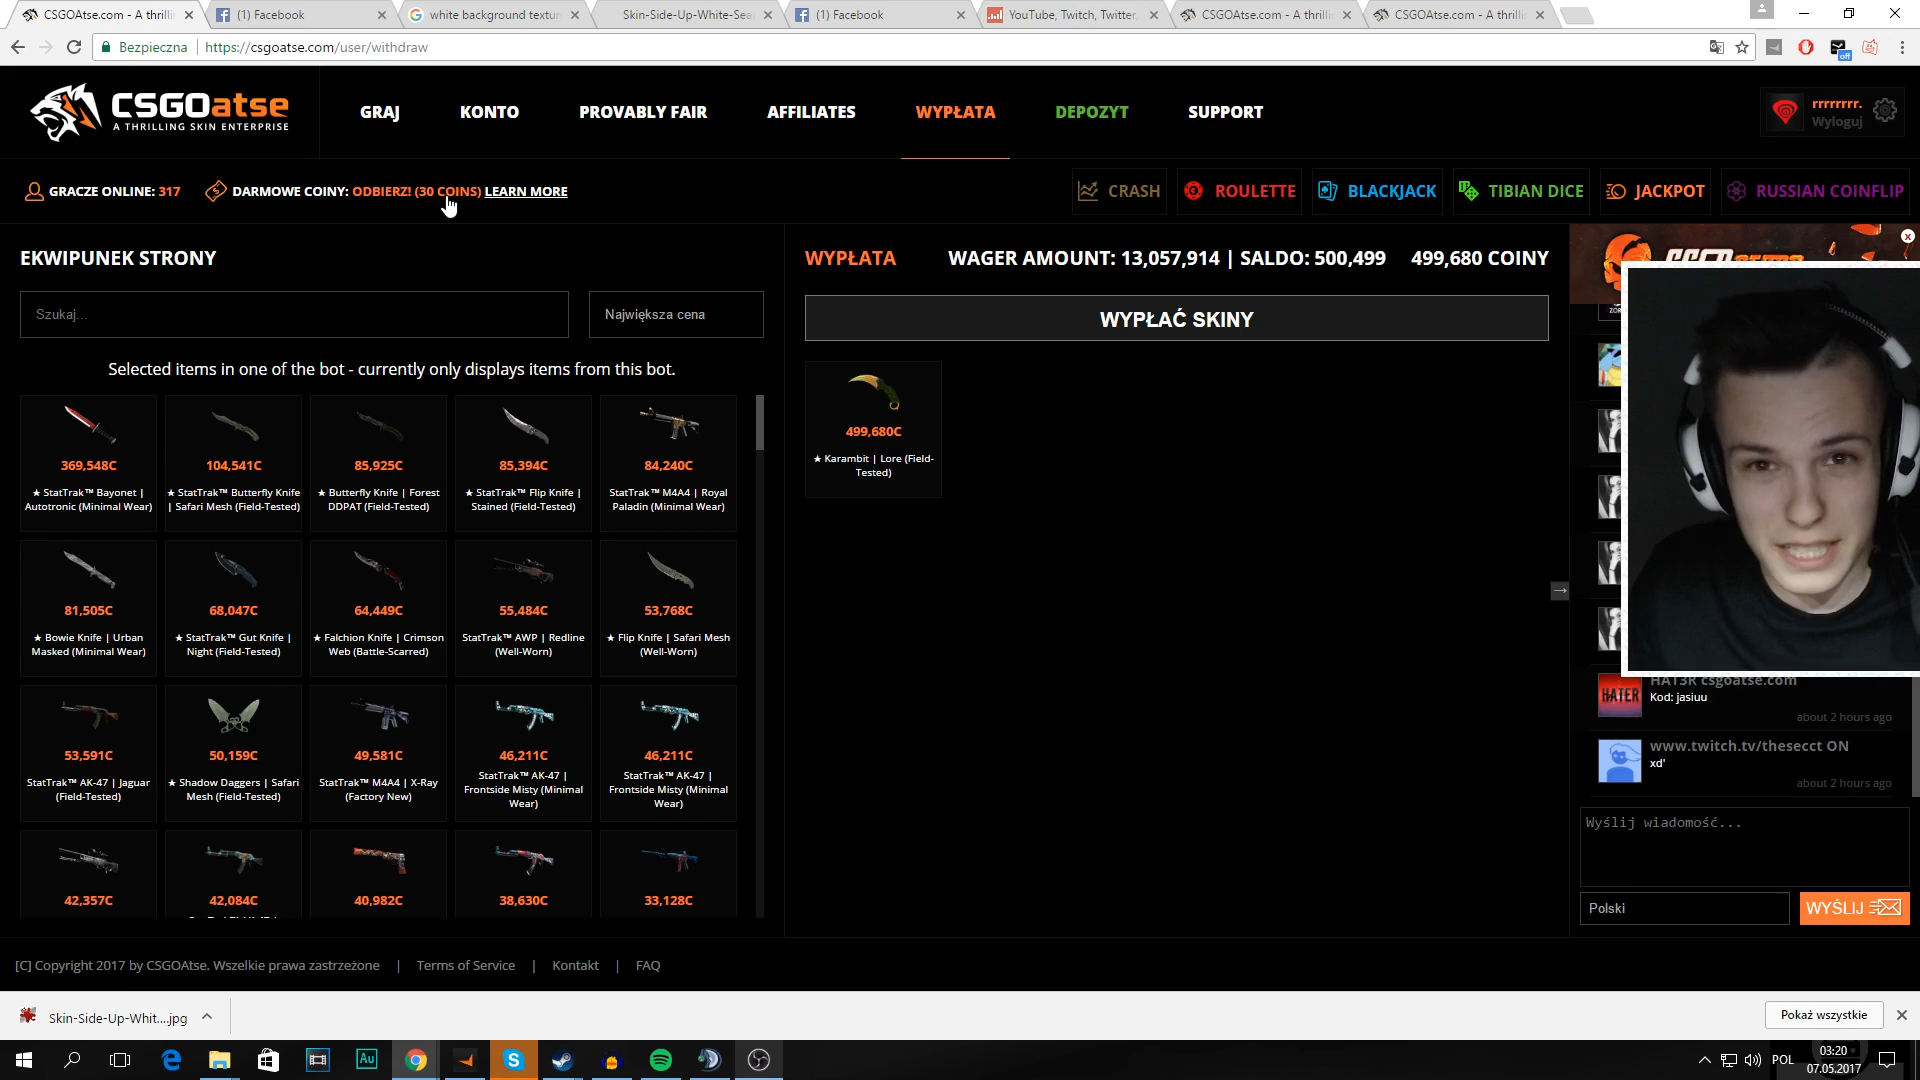 CSGOAtse.com - A thrillin
(1) Facebook
white background textur
Skin-Side-Up-White-Sea
(1) Facebook
YouTube, Twitch, Twitter,
CSGOAtse.com - A thrillin
CSGOAtse.com - A thrillin
Bezpieczna
https://csgoatse.com/user/withdraw
off
CSGOatse
A THRILLING SKIN ENTERPRISE
GRAJ
KONTO
PROVABLY FAIR
AFFILIATES
WYPŁATA
DEPOZYT
SUPPORT
rrrrrrrr.
Wyloguj
GRACZE ONLINE: 317
DARMOWE COINY: ODBIERZ! (30 COINS) LEARN MORE
CRASH
ROULETTE
BLACKJACK
TIBIAN DICE
JACKPOT
RUSSIAN COINFLIP
EKWIPUNEK STRONY
WYPŁATA
WAGER AMOUNT: 13,057,914 | SALDO: 500,499
499,680 COINY
Szukaj...
Największa cena
WYPŁAĆ SKINY
Selected items in one of the bot - currently only displays items from this bot.
369,548C
★ StatTrak™ Bayonet |
Autotronic (Minimal Wear)
104,541C
★ StatTrak™ Butterfly Knife
| Safari Mesh (Field-Tested)
85,925C
★ Butterfly Knife | Forest
DDPAT (Field-Tested)
85,394C
★ StatTrak™ Flip Knife |
Stained (Field-Tested)
84,240C
StatTrak™ M4A4 | Royal
Paladin (Minimal Wear)
499,680C
★ Karambit | Lore (Field-
Tested)
81,505C
★ Bowie Knife | Urban
Masked (Minimal Wear)
68,047C
★ StatTrak™ Gut Knife |
Night (Field-Tested)
64,449C
★ Falchion Knife | Crimson
Web (Battle-Scarred)
55,484C
StatTrak™ AWP | Redline
(Well-Worn)
53,768C
★ Flip Knife | Safari Mesh
(Well-Worn)
53,591C
StatTrak™ AK-47 | Jaguar
(Field-Tested)
50,159C
★ Shadow Daggers | Safari
Mesh (Field-Tested)
49,581C
StatTrak™ M4A4 | X-Ray
(Factory New)
46,211C
StatTrak™ AK-47 |
Frontside Misty (Minimal
Wear)
46,211C
StatTrak™ AK-47 |
Frontside Misty (Minimal
Wear)
42,357C
42,084C
40,982C
38,630C
33,128C
HAT3R csgoatse.com
HATER
Kod: jasiuu
about 2 hours ago
www.twitch.tv/thesecct ON
xd'
about 2 hours ago
Wyślij wiadomość...
Polski
WYŚLIJ
[C] Copyright 2017 by CSGOAtse. Wszelkie prawa zastrzeżone | Terms of Service | Kontakt | FAQ
Skin-Side-Up-Whit....jpg
Pokaż wszystkie
Au
POL
03:20
07.05.2017